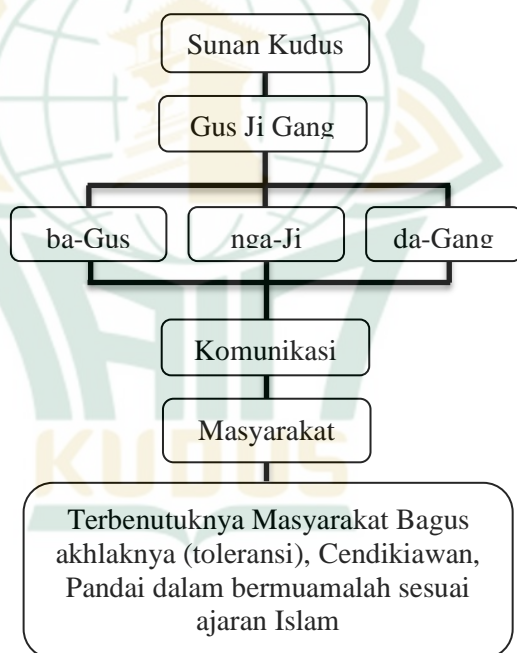 Sunan Kudus
Gus Ji Gang
ba-Gus
nga-Ji
da-Gang
Komunikasi
Masyarakat
KUDUS
Terbenutuknya Masyarakat Bagus
akhlaknya (toleransi), Cendikiawan,
Pandai dalam bermuamalah sesuai
ajaran Islam